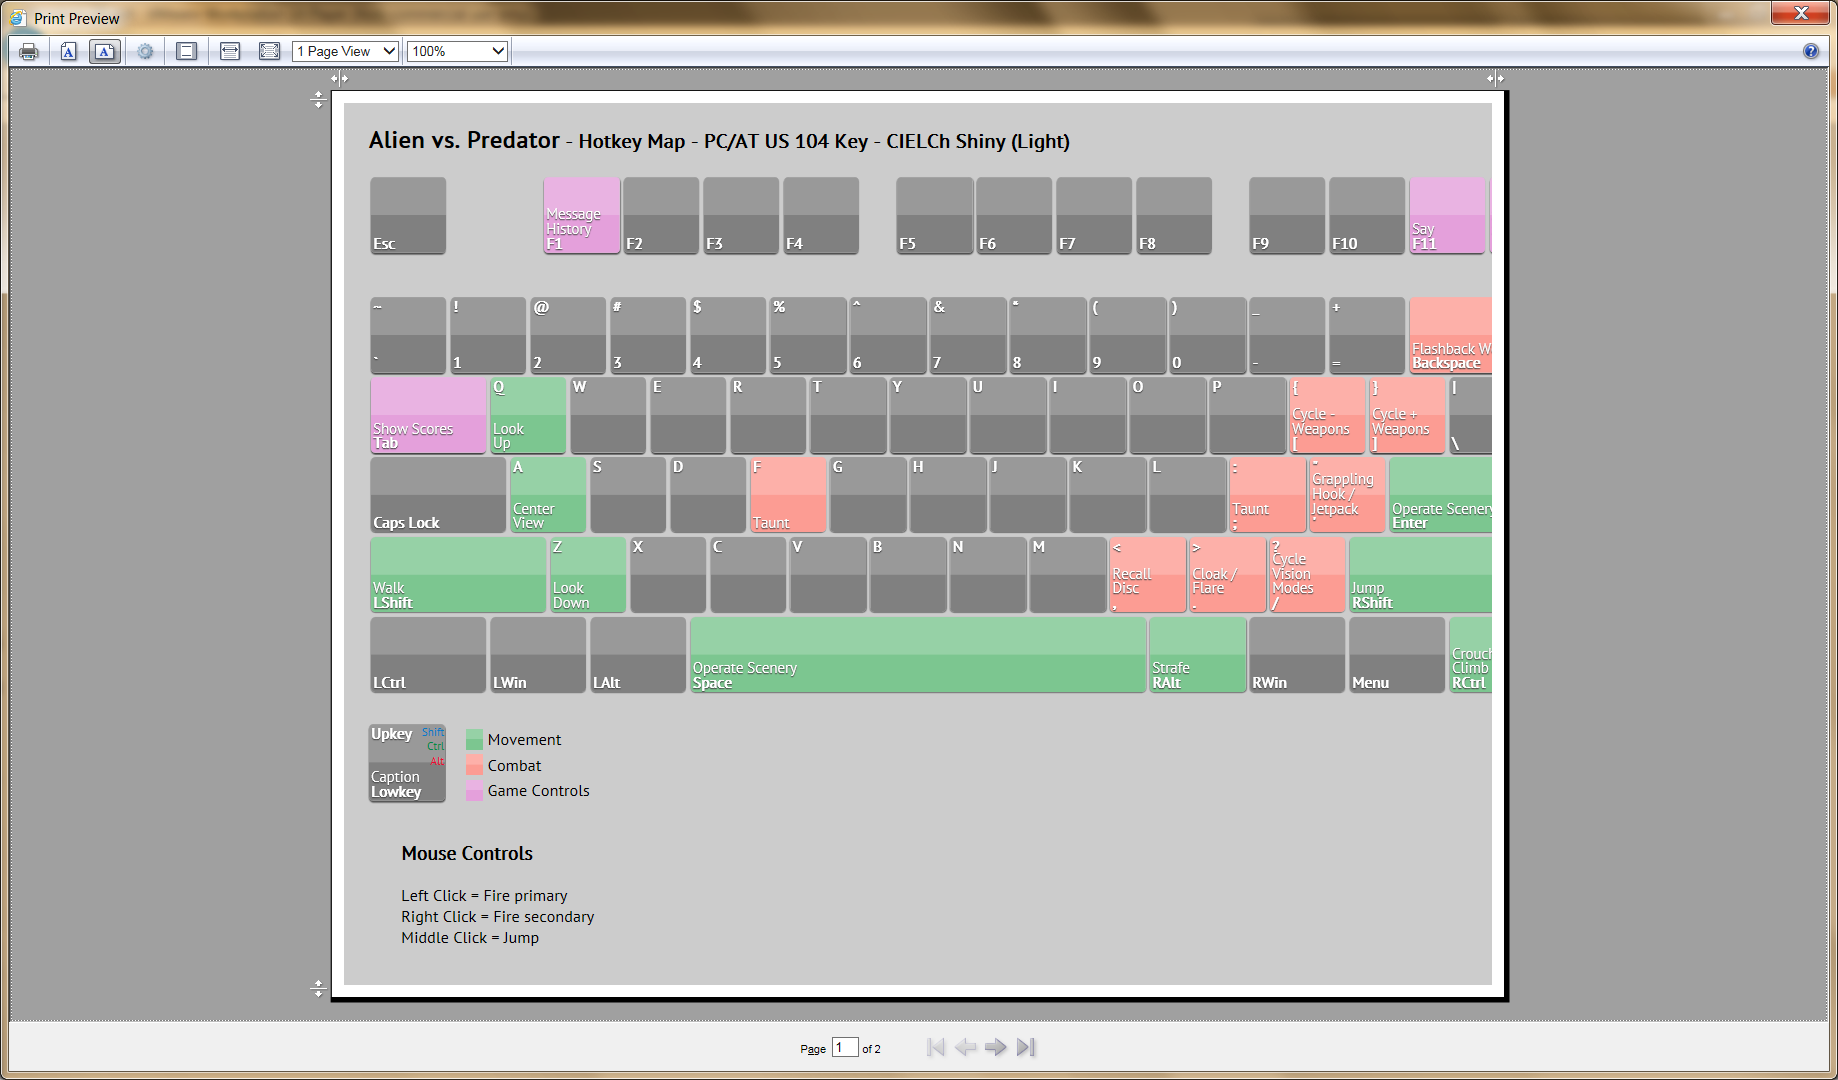 Print Preview
1 Page View
100%
Alien vs. Predator - Hotkey Map - PC/AT US 104 Key - CIELCh Shiny (Light)
Esc
Message
History
F1
F2
F3
F4
F5
F6
F7
F8
F9
F10
Say
F11
~
`
!
1
@
2
#
3
$
4
%
5
^
6
&
7
*
8
(
9
)
0
_
-
+
=
Flashback W
Backspace
Show Scores
Tab
Q
Look
Up
W
E
R
T
Y
U
I
O
P
{
Cycle -
Weapons
[
}
Cycle +
Weapons
]
|
\
Caps Lock
A
Center
View
S
D
F
Taunt
G
H
J
K
L
:
Taunt
;
"
Grappling
Hook /
Jetpack
'
Operate Scenery
Enter
Walk
LShift
Z
Look
Down
X
C
V
B
N
M
<
Recall
Disc
,
>
Cloak /
Flare
.
?
Cycle
Vision
Modes
/
Jump
RShift
LCtrl
LWin
LAlt
Operate Scenery
Space
Strafe
RAlt
RWin
Menu
Crouch
Climb
RCtrl
Upkey Shift
Ctrl
Alt
Caption
Lowkey
Movement
Combat
Game Controls
Mouse Controls
Left Click = Fire primary
Right Click = Fire secondary
Middle Click = Jump
Page 1 of 2